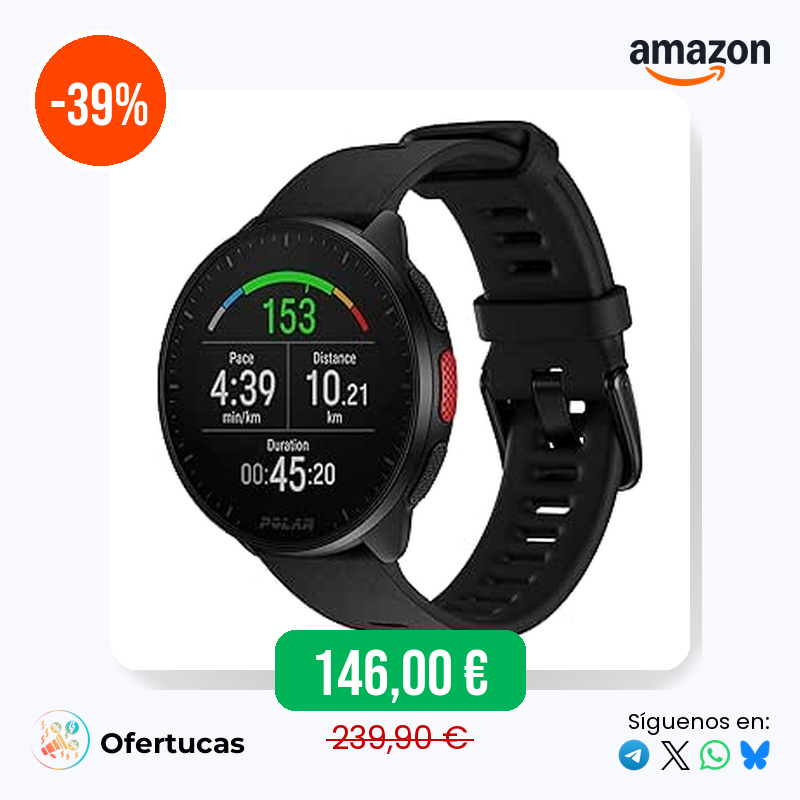 -39%
amazon
153
Pace
Distance
4:39
10.21
min/km
km
Duration
00:45:20
POLAR
146,00 €
239,90 €
Ofertucas
Síguenos en: